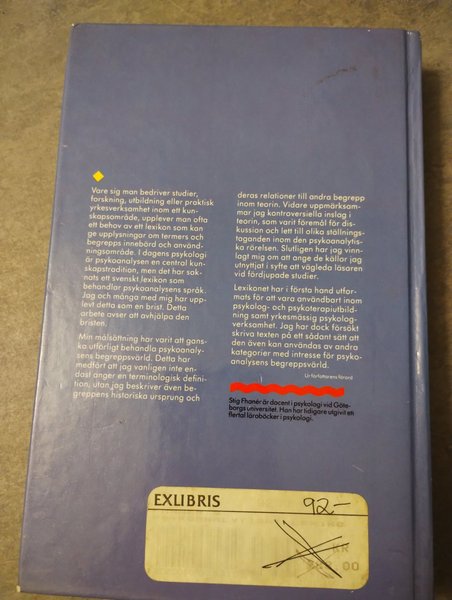 Vare sig man bedriver studier,
forskning, utbildning eller praktisk
yrkesverksamhet inom ett kun-
skapsområde, upplever man ofta
ett behov av ett lexikon som kan
ge upplysningar om termers och
begrepps innebörd och använd-
ningsområde. I dagens psykologi
är psykoanalysen en central kun-
skapstradition, men det har sak-
nats ett svenskt lexikon som
behandlar psykoanalysens språk.
Jag och många med mig har upp-
levt detta som en brist. Detta
arbete avser att avhjälpa den
bristen.
Min målsättning har varit att gans-
ka utförligt behandla psykoanaly-
sens begreppsvärld. Detta har
medfört att jag vanligen inte en-
dast anger en terminologisk defini-
tion, utan jag beskriver även be-
greppens historiska ursprung och
deras relationer till andra begrepp
inom teorin. Vidare uppmärksam-
mar jag kontroversiella inslag i
teorin, som varit föremål för dis-
kussion och lett till olika ställnings-
taganden inom den psykoanalytis-
ka rörelsen. Slutligen har jag vinn-
lagt mig om att ange de källor jag
utnyttjat i syfte att vägleda läsaren
vid fördjupade studier.
Lexikonet har i första hand utfor-
mats för att vara användbart inom
psykolog- och psykoterapiutbild-
ning samt yrkesmässig psykolog-
verksamhet. Jag har dock försökt
skriva texten på ett sådant sätt att
den även kan användas av andra
kategorier med intresse för psyko-
analysens begreppsvärld.
Ur författarens förord
Stig Fhanér är docent i psykologi vid Göte-
borgs universitet. Han har tidigare utgivit ett
flertal läroböcker i psykologi.
EXLIBRIS
92-
KR
00